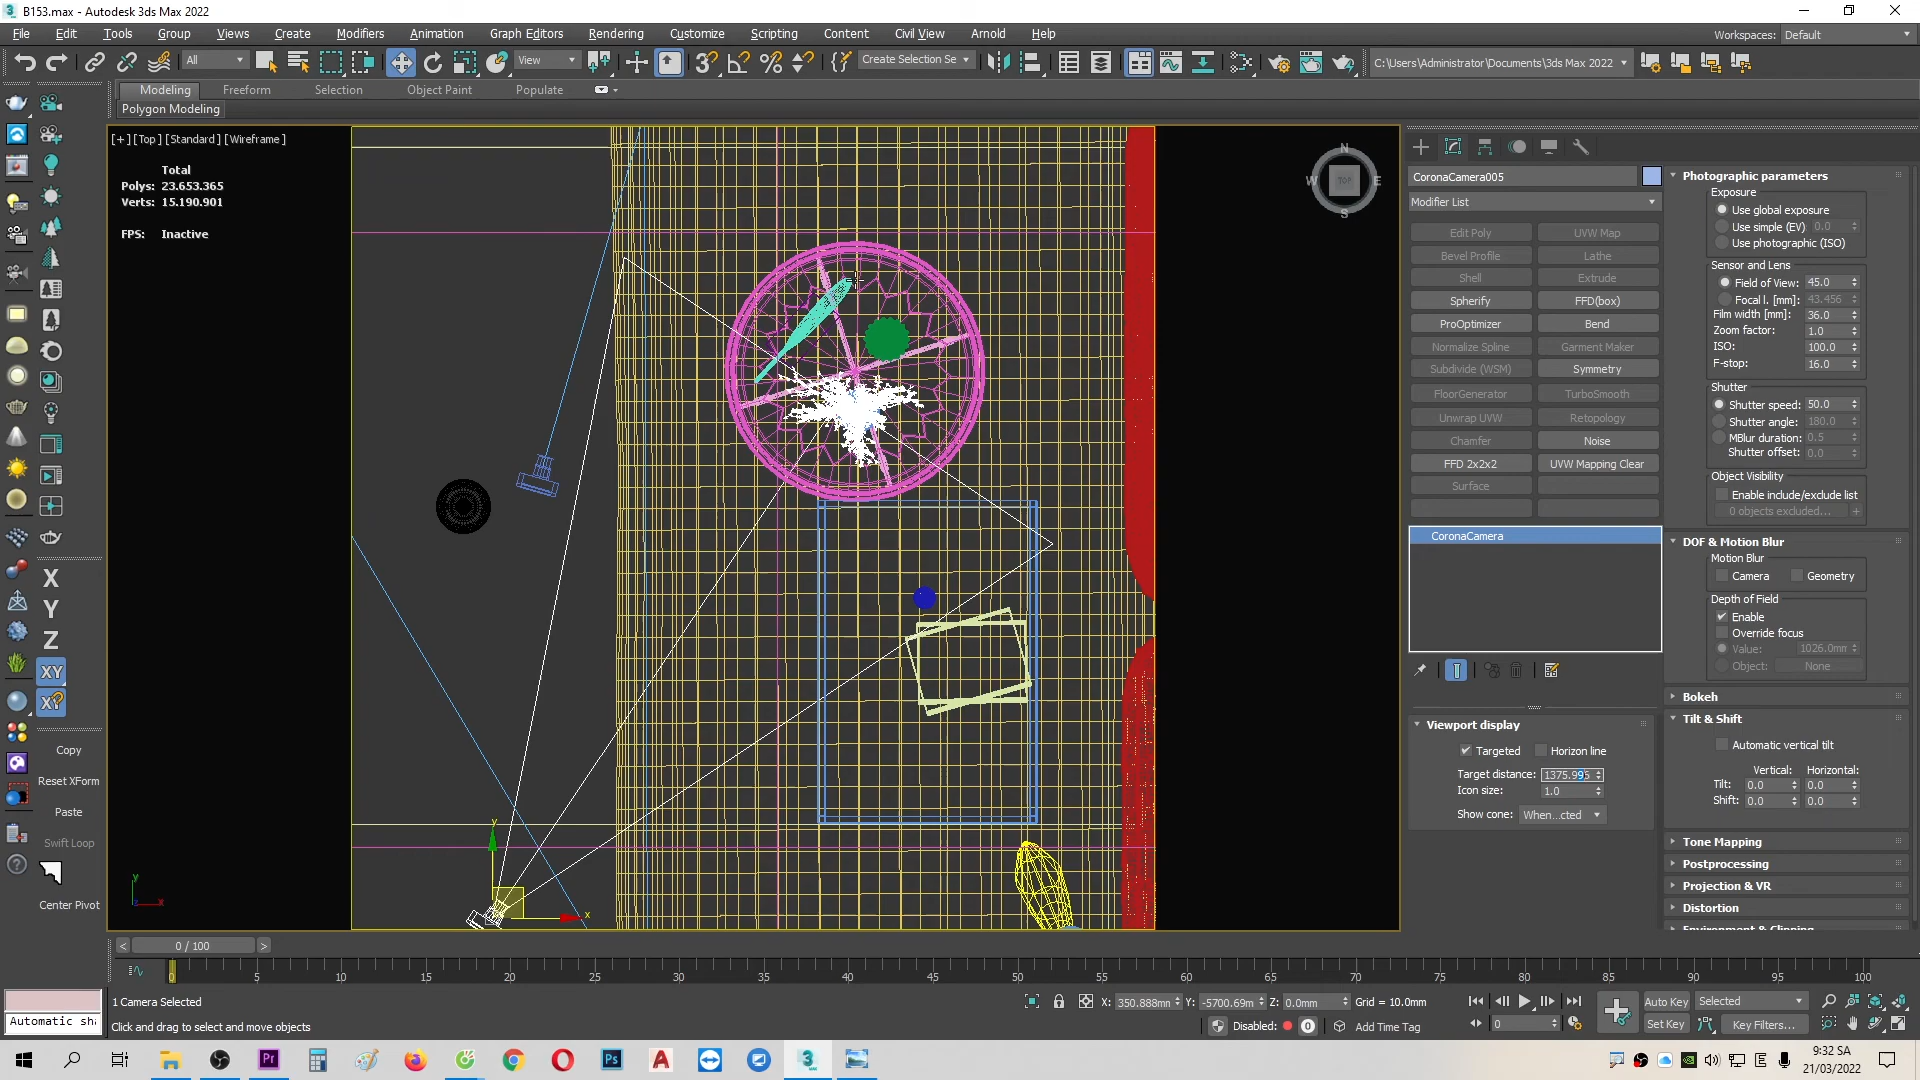 B153.max - Autodesk 3ds Max 2022
File Edit Tools Group Views Create Modifiers Animation Graph Editors Rendering Customize Scripting Content Civil View Arnold Help
Workspaces: Default
All View Create Selection Se C:\Users\Administrator\Documents\3ds Max 2022
Modeling Freeform Selection Object Paint Populate
Polygon Modeling
[+] [Top] [Standard] [Wireframe]
Total
Polys: 23.653.365
Verts: 15.190.901
FPS: Inactive
N
W TOP E
S
X
Y
Z
XY
Copy
Reset XForm
Paste
Swift Loop
Center Pivot
y
x
y
x
CoronaCamera005
Modifier List
Edit Poly UVW Map
Bevel Profile Lathe
Shell Extrude
Spherify FFD(box)
ProOptimizer Bend
Normalize Spline Garment Maker
Subdivide (WSM) Symmetry
FloorGenerator TurboSmooth
Unwrap UVW Retopology
Chamfer Noise
FFD 2x2x2 UVW Mapping Clear
Surface
CoronaCamera
Viewport display
Targeted Horizon line
Target distance: 1375.995
Icon size: 1.0
Show cone: When...cted
Photographic parameters
Exposure
Use global exposure
Use simple (EV) 0.0
Use photographic (ISO)
Sensor and Lens
Field of View: 45.0
Focal l. [mm]: 43.456
Film width [mm]: 36.0
Zoom factor: 1.0
ISO: 100.0
F-stop: 16.0
Shutter
Shutter speed: 50.0
Shutter angle: 180.0
MBlur duration: 0.5
Shutter offset: 0.0
Object Visibility
Enable include/exclude list
0 objects excluded... +
DOF & Motion Blur
Motion Blur
Camera Geometry
Depth of Field
Enable
Override focus
Value: 1026.0mm
Object: None
Bokeh
Tilt & Shift
Automatic vertical tilt
Vertical: Horizontal:
Tilt: 0.0 0.0
Shift: 0.0 0.0
Tone Mapping
Postprocessing
Projection & VR
Distortion
Environment & Clipping
< 0 / 100 >
0 5 10 15 20 25 30 35 40 45 50 55 60 65 70 75 80 85 90 95 100
1 Camera Selected
X: 350.888mm Y: -5700.69m Z: 0.0mm Grid = 10.0mm
Auto Key Selected
Automatic sha
Click and drag to select and move objects
Disabled: 0 Add Time Tag
0
Set Key Key Filters...
Pr Ps A 3
E
9:32 SA
21/03/2022